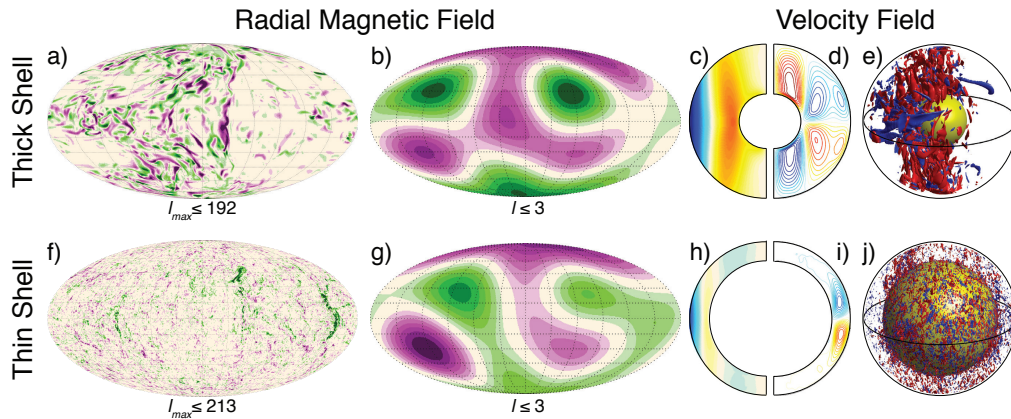 Radial Magnetic Field
Velocity Field
Thick Shell
a)
b)
c)
d)
e)
l_max ≤ 192
l ≤ 3
Thin Shell
f)
g)
h)
i)
j)
l_max ≤ 213
l ≤ 3